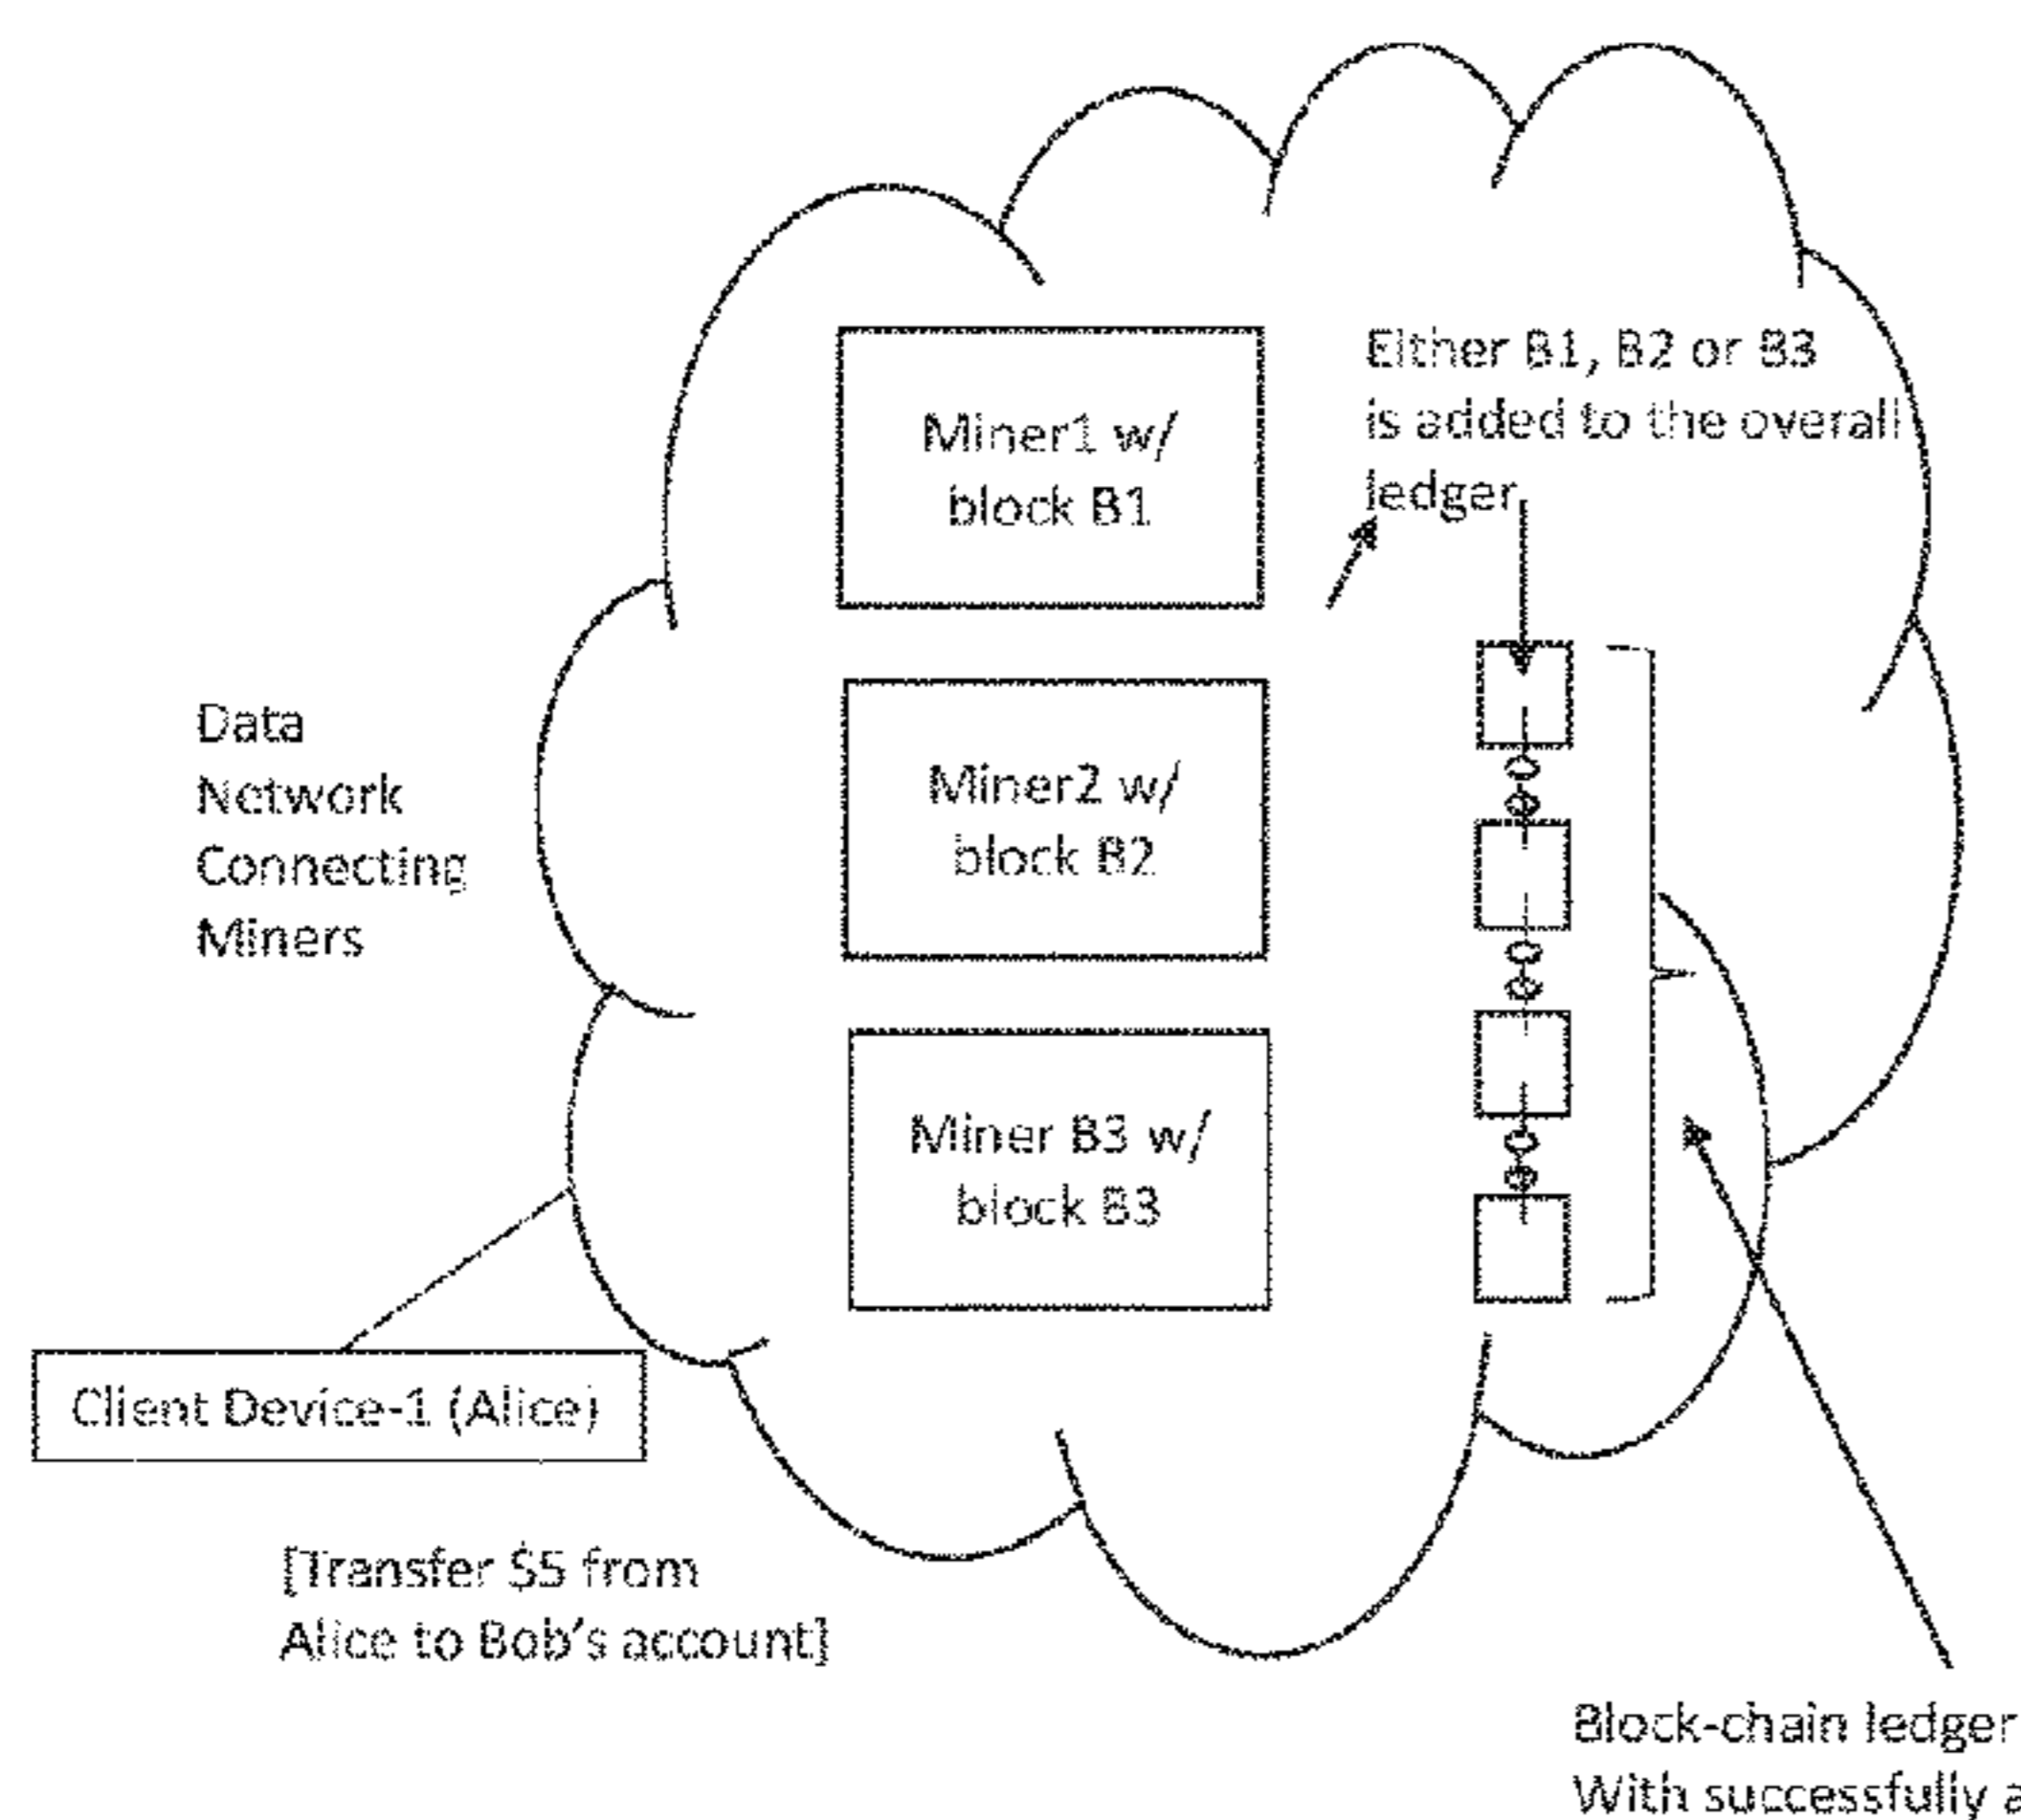 Either B1, B2 or B3
is added to the overall
ledger
Miner1 w/
block B1
Data
Network
Connecting
Miners
Miner2 w/
block B2
Miner B3 w/
block B3
Client Device-1 (Alice)
[Transfer $5 from
Alice to Bob's account]
Block-chain ledger
With successfully a